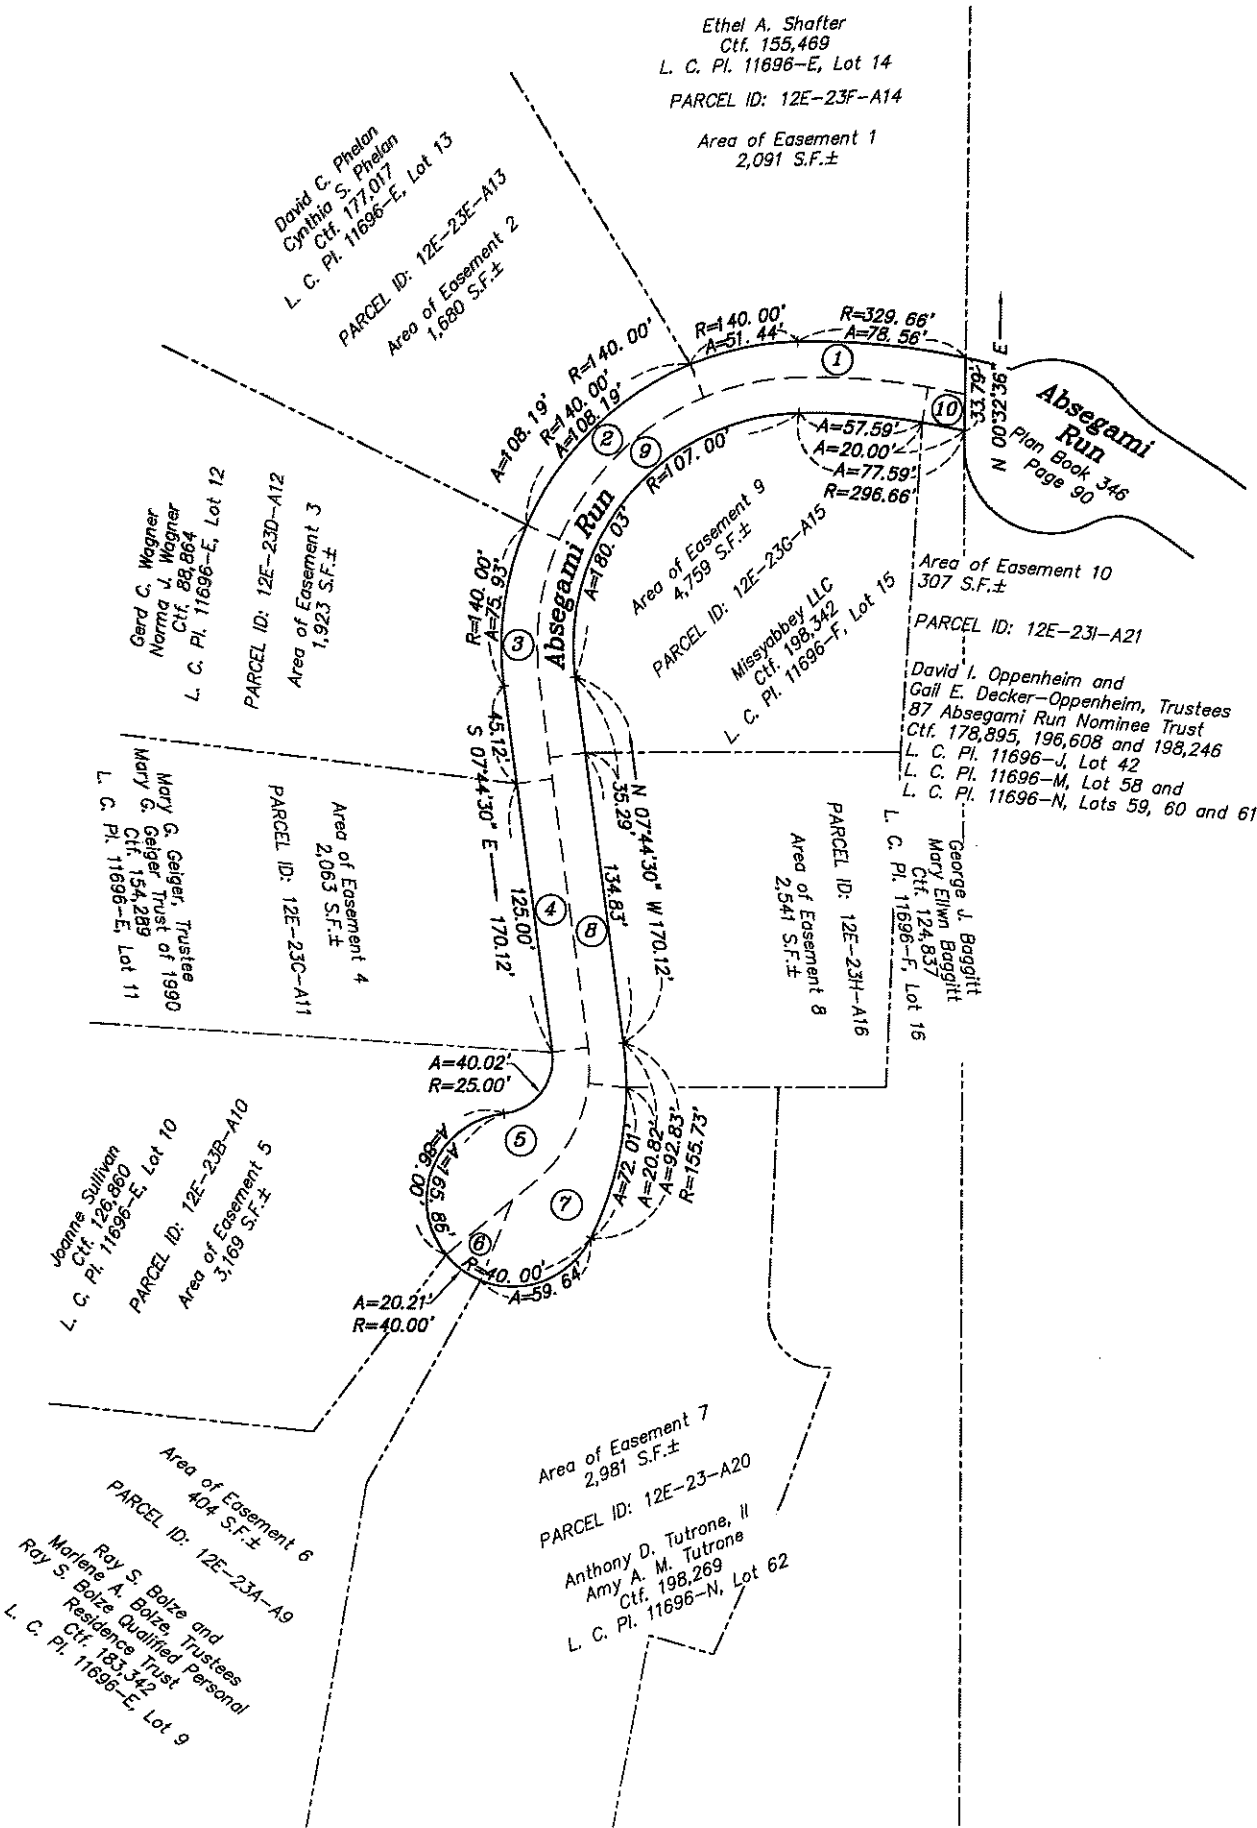 Ethel A. Shafter
Ctf. 155,469
L. C. Pl. 11696-E, Lot 14
PARCEL ID: 12E-23F-A14
Area of Easement 1
2,091 S.F.±
David C. Phelan
Cynthia S. Phelan
Ctf. 177,017
L. C. Pl. 11696-E, Lot 13
PARCEL ID: 12E-23E-A13
Area of Easement 2
1,680 S.F.±
R=140.00'
A=108.19'
R=140.00'
A=108.19'
R=140.00'
A=51.44'
R=329.66'
A=78.56'
1
2
9
10
33.79'
N 00°32'36" E
Absegami
Run
Plan Book 346
Page 90
A=57.59'
A=20.00'
A=77.59'
R=296.66'
R=107.00'
A=180.03'
Absegami Run
Gerd C. Wagner
Norma J. Wagner
Ctf. 88,864
L. C. Pl. 11696-E, Lot 12
PARCEL ID: 12E-23D-A12
Area of Easement 3
1,923 S.F.±
R=140.00'
A=75.93'
3
Area of Easement 9
4,759 S.F.±
PARCEL ID: 12E-23G-A15
Missyabbey LLC
Ctf. 198,342
L. C. Pl. 11696-F, Lot 15
Area of Easement 10
307 S.F.±
PARCEL ID: 12E-23I-A21
David I. Oppenheim and
Gail E. Decker-Oppenheim, Trustees
87 Absegami Run Nominee Trust
Ctf. 178,895, 196,608 and 198,246
L. C. Pl. 11696-J, Lot 42
L. C. Pl. 11696-M, Lot 58 and
L. C. Pl. 11696-N, Lots 59, 60 and 61
45.12'
S 07°44'30" E
170.12'
125.00'
N 07°44'30" W 170.12'
35.29'
134.83'
4
8
Mary G. Geiger, Trustee
Mary G. Geiger Trust of 1990
Ctf. 154,289
L. C. Pl. 11696-E, Lot 11
PARCEL ID: 12E-23C-A11
Area of Easement 4
2,063 S.F.±
George J. Baggitt
Mary Ellwn Baggitt
Ctf. 124,837
L. C. Pl. 11696-F, Lot 16
PARCEL ID: 12E-23H-A16
Area of Easement 8
2,541 S.F.±
A=40.02'
R=25.00'
A=72.01'
A=20.82'
A=92.83'
R=155.73'
5
A=86.00'
A=165.86'
7
6
R=40.00'
A=59.64'
A=20.21'
R=40.00'
Joanne Sullivan
Ctf. 126,860
L. C. Pl. 11696-E, Lot 10
PARCEL ID: 12E-23B-A10
Area of Easement 5
3,169 S.F.±
Area of Easement 6
404 S.F.±
PARCEL ID: 12E-23A-A9
Ray S. Bolze and
Marlene A. Bolze, Trustees
Ray S. Bolze Qualified Personal
Residence Trust
Ctf. 183,342
L. C. Pl. 11696-E, Lot 9
Area of Easement 7
2,981 S.F.±
PARCEL ID: 12E-23-A20
Anthony D. Tutrone, II
Amy A. M. Tutrone
Ctf. 198,269
L. C. Pl. 11696-N, Lot 62